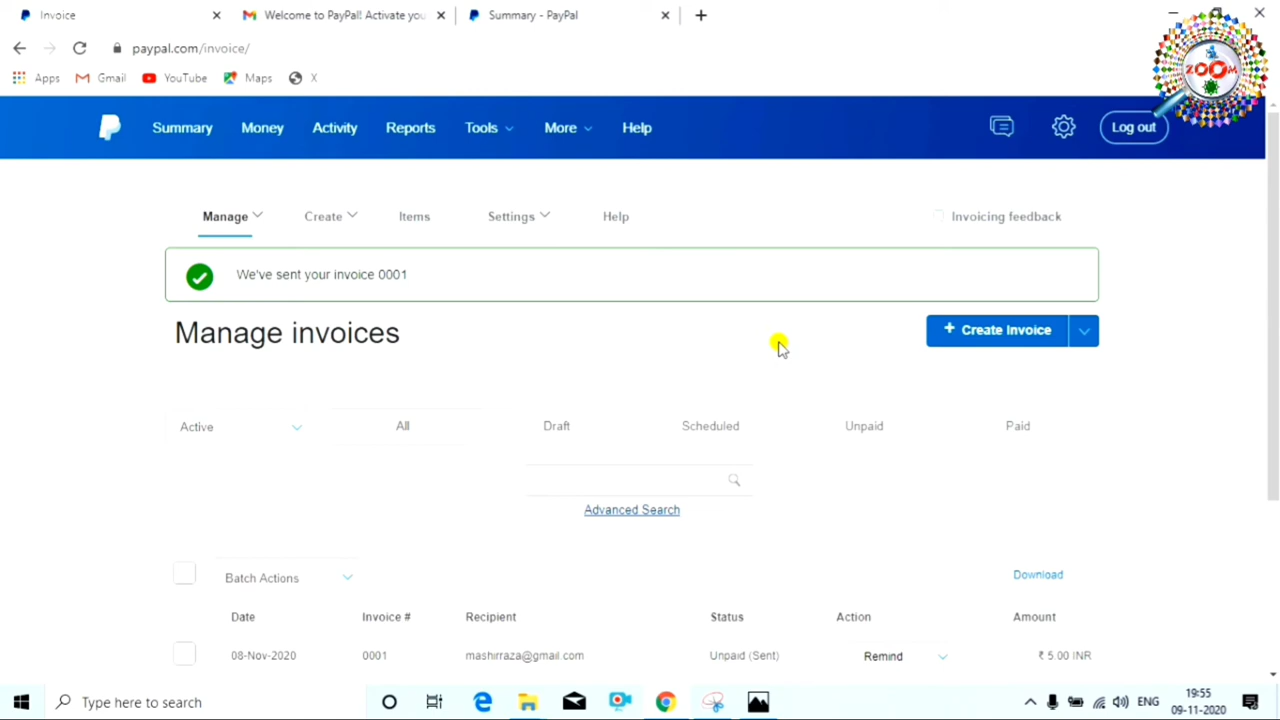 Invoice
Welcome to PayPal! Activate you
Summary - PayPal
paypal.com/invoice/
Apps Gmail YouTube Maps X
ZOOM
Summary Money Activity Reports Tools More Help Log out
Manage Create Items Settings Help Invoicing feedback
We've sent your invoice 0001
Manage invoices
+ Create Invoice
Active All Draft Scheduled Unpaid Paid
Advanced Search
Batch Actions Download
Date Invoice # Recipient Status Action Amount
08-Nov-2020 0001 mashirraza@gmail.com Unpaid (Sent) Remind ₹ 5.00 INR
Type here to search
ENG
19:55
09-11-2020